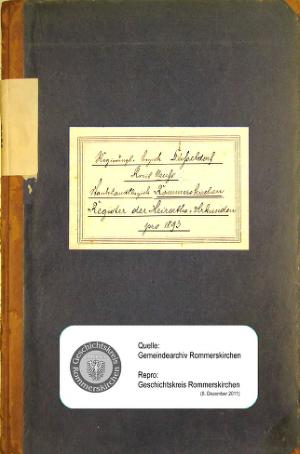 Regierungs-bezirk Düsseldorf
Kreis Neuß
Standesamtsbezirk Rommerskirchen
Register der Heiraths-Urkunden
pro 1893
Quelle:
Gemeindearchiv Rommerskirchen
Repro:
Geschichtskreis Rommerskirchen
(8. Dezember 2011)
Geschichtskreis
Rommerskirchen